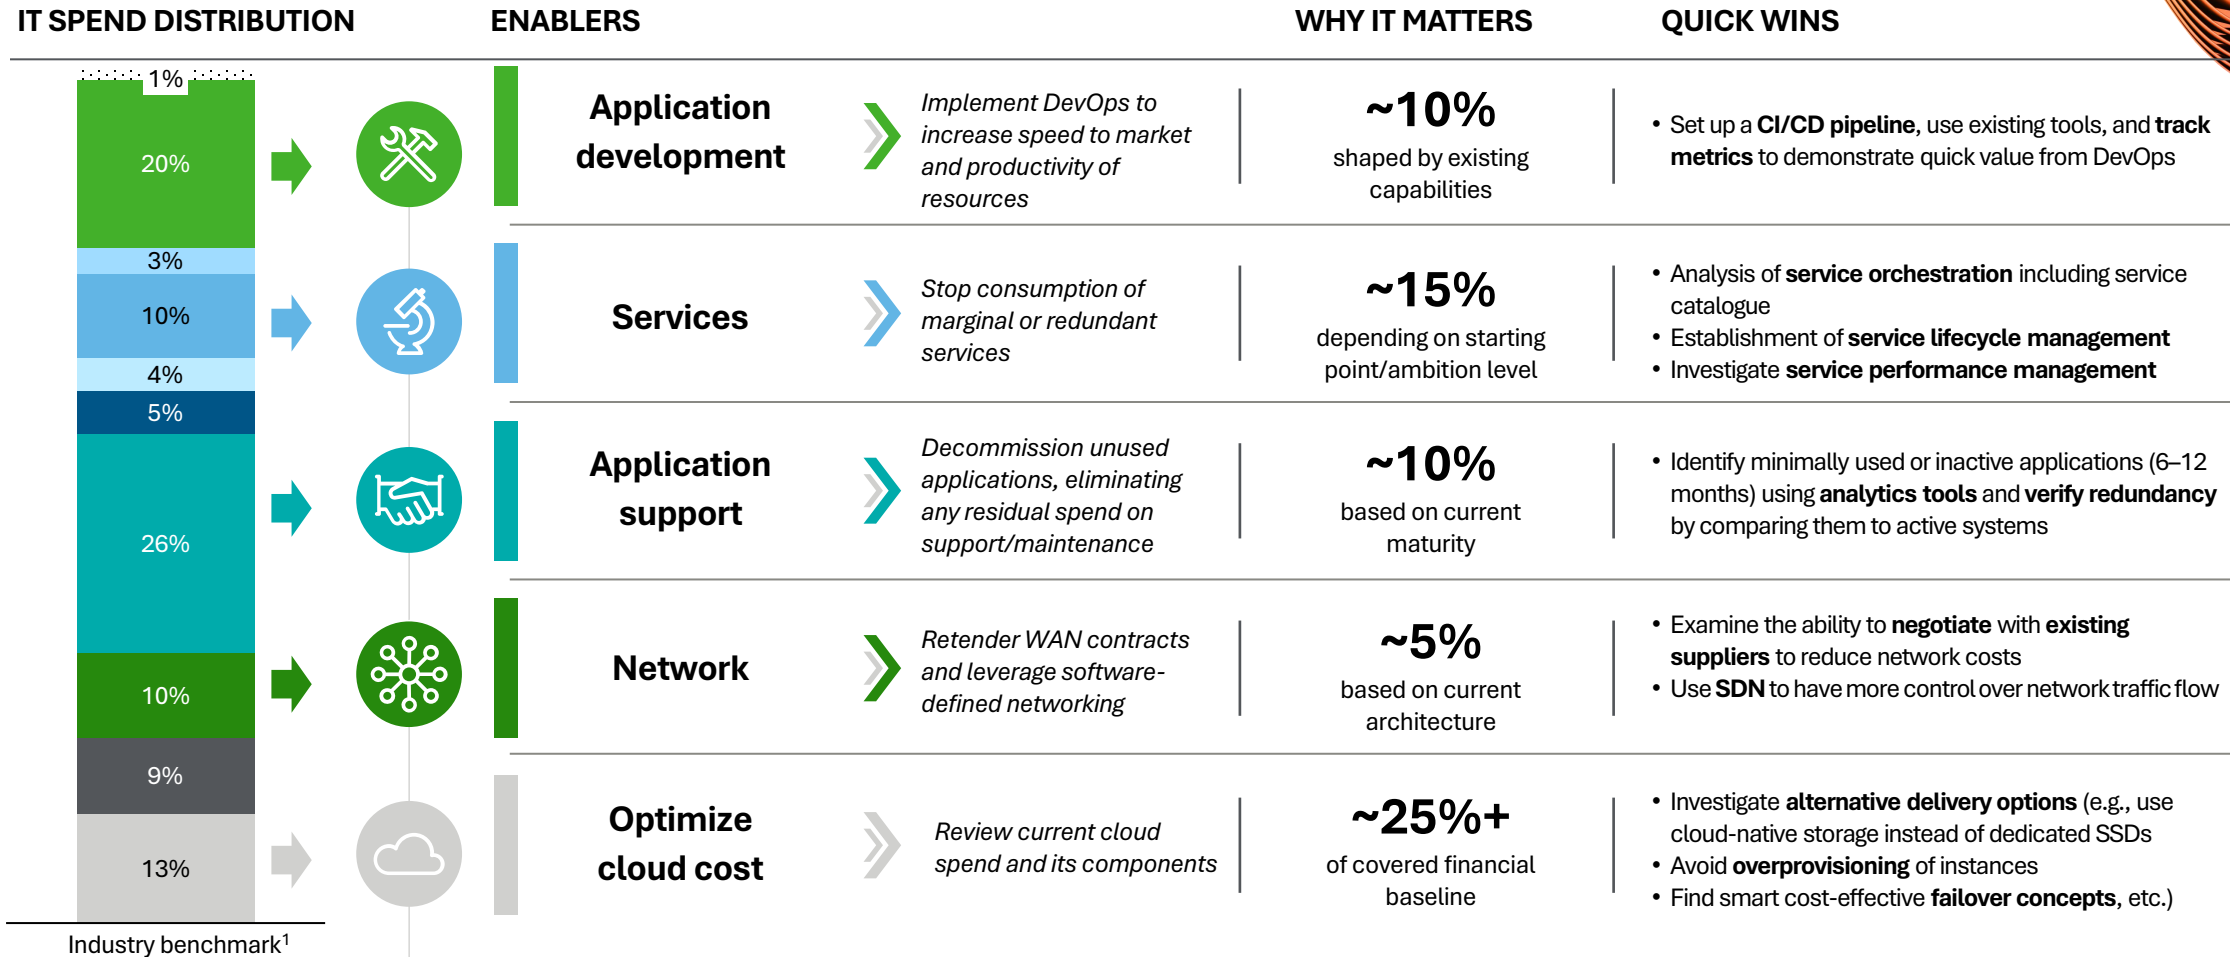 IT SPEND DISTRIBUTION
ENABLERS
WHY IT MATTERS
QUICK WINS
1%
20%
3%
10%
4%
5%
26%
10%
9%
13%
Industry benchmark¹
Application
development
Implement DevOps to
increase speed to market
and productivity of
resources
~10%
shaped by existing
capabilities
• Set up a CI/CD pipeline, use existing tools, and track
metrics to demonstrate quick value from DevOps
Services
Stop consumption of
marginal or redundant
services
~15%
depending on starting
point/ambition level
• Analysis of service orchestration including service
catalogue
• Establishment of service lifecycle management
• Investigate service performance management
Application
support
Decommission unused
applications, eliminating
any residual spend on
support/maintenance
~10%
based on current
maturity
• Identify minimally used or inactive applications (6–12
months) using analytics tools and verify redundancy
by comparing them to active systems
Network
Retender WAN contracts
and leverage software-
defined networking
~5%
based on current
architecture
• Examine the ability to negotiate with existing
suppliers to reduce network costs
• Use SDN to have more control over network traffic flow
Optimize
cloud cost
Review current cloud
spend and its components
~25%+
of covered financial
baseline
• Investigate alternative delivery options (e.g., use
cloud-native storage instead of dedicated SSDs
• Avoid overprovisioning of instances
• Find smart cost-effective failover concepts, etc.)